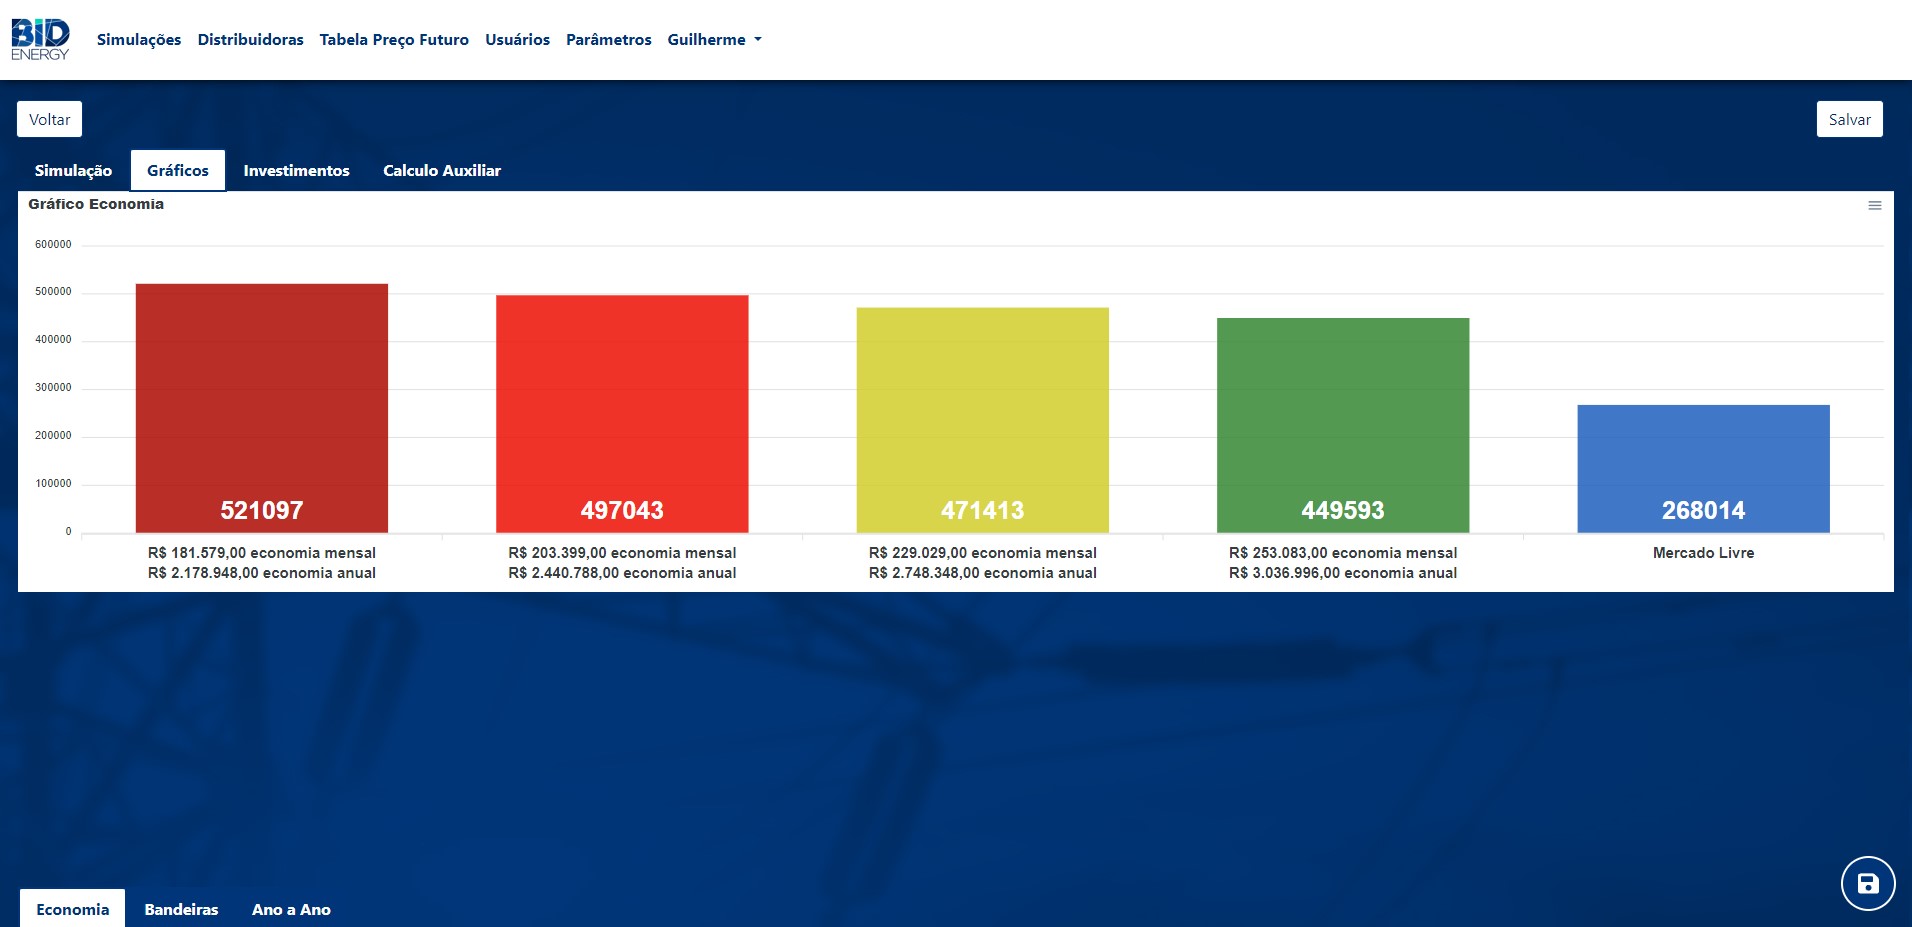 BID
ENERGY
Simulações Distribuidoras Tabela Preço Futuro Usuários Parâmetros Guilherme
Voltar
Salvar
Simulação Gráficos Investimentos Calculo Auxiliar
Gráfico Economia
600000
500000
400000
300000
200000
100000
0
521097 497043 471413 449593 268014
R$ 181.579,00 economia mensal R$ 203.399,00 economia mensal R$ 229.029,00 economia mensal R$ 253.083,00 economia mensal Mercado Livre
R$ 2.178.948,00 economia anual R$ 2.440.788,00 economia anual R$ 2.748.348,00 economia anual R$ 3.036.996,00 economia anual
Economia Bandeiras Ano a Ano